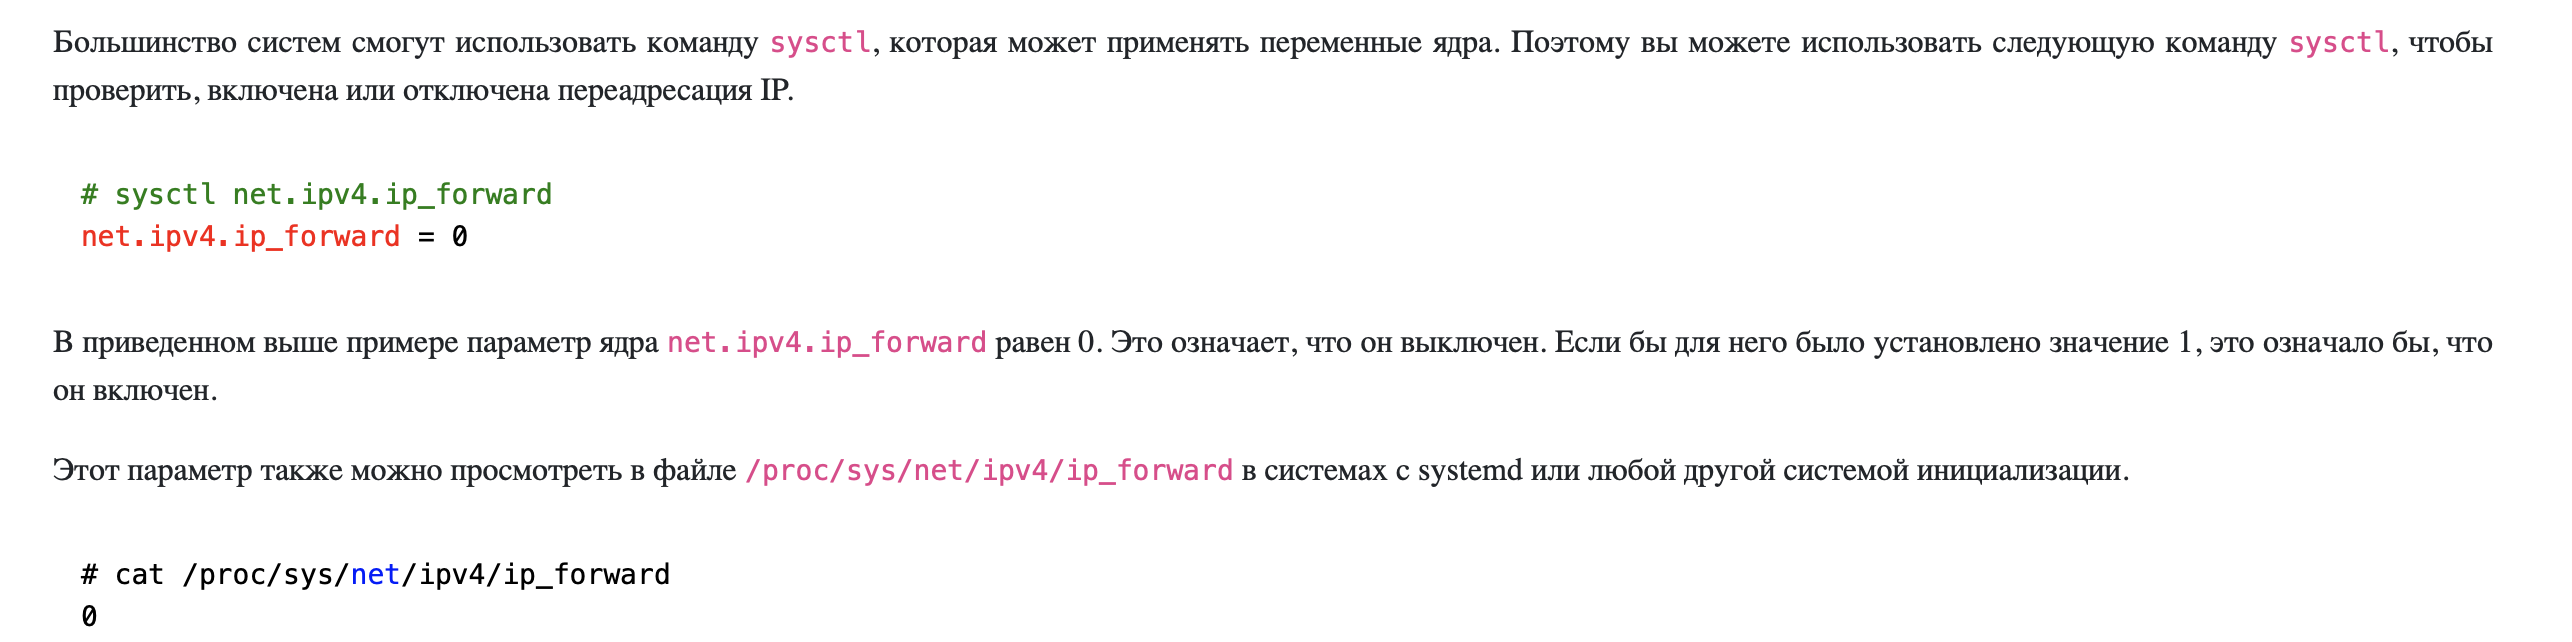 Большинство систем смогут использовать команду sysctl, которая может применять переменные ядра. Поэтому вы можете использовать следующую команду sysctl, чтобы
проверить, включена или отключена переадресация IP.
# sysctl net.ipv4.ip_forward
net.ipv4.ip_forward = 0
В приведенном выше примере параметр ядра net.ipv4.ip_forward равен 0. Это означает, что он выключен. Если бы для него было установлено значение 1, это означало бы, что
он включен.
Этот параметр также можно просмотреть в файле /proc/sys/net/ipv4/ip_forward в системах с systemd или любой другой системой инициализации.
# cat /proc/sys/net/ipv4/ip_forward
0